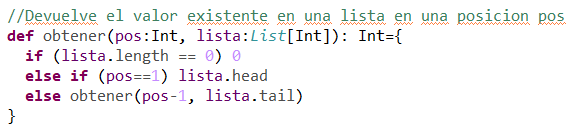 //Devuelve el valor existente en una lista en una posicion pos
def obtener(pos:Int, lista:List[Int]): Int={
  if (lista.length == 0) 0
  else if (pos==1) lista.head
  else obtener(pos-1, lista.tail)
}